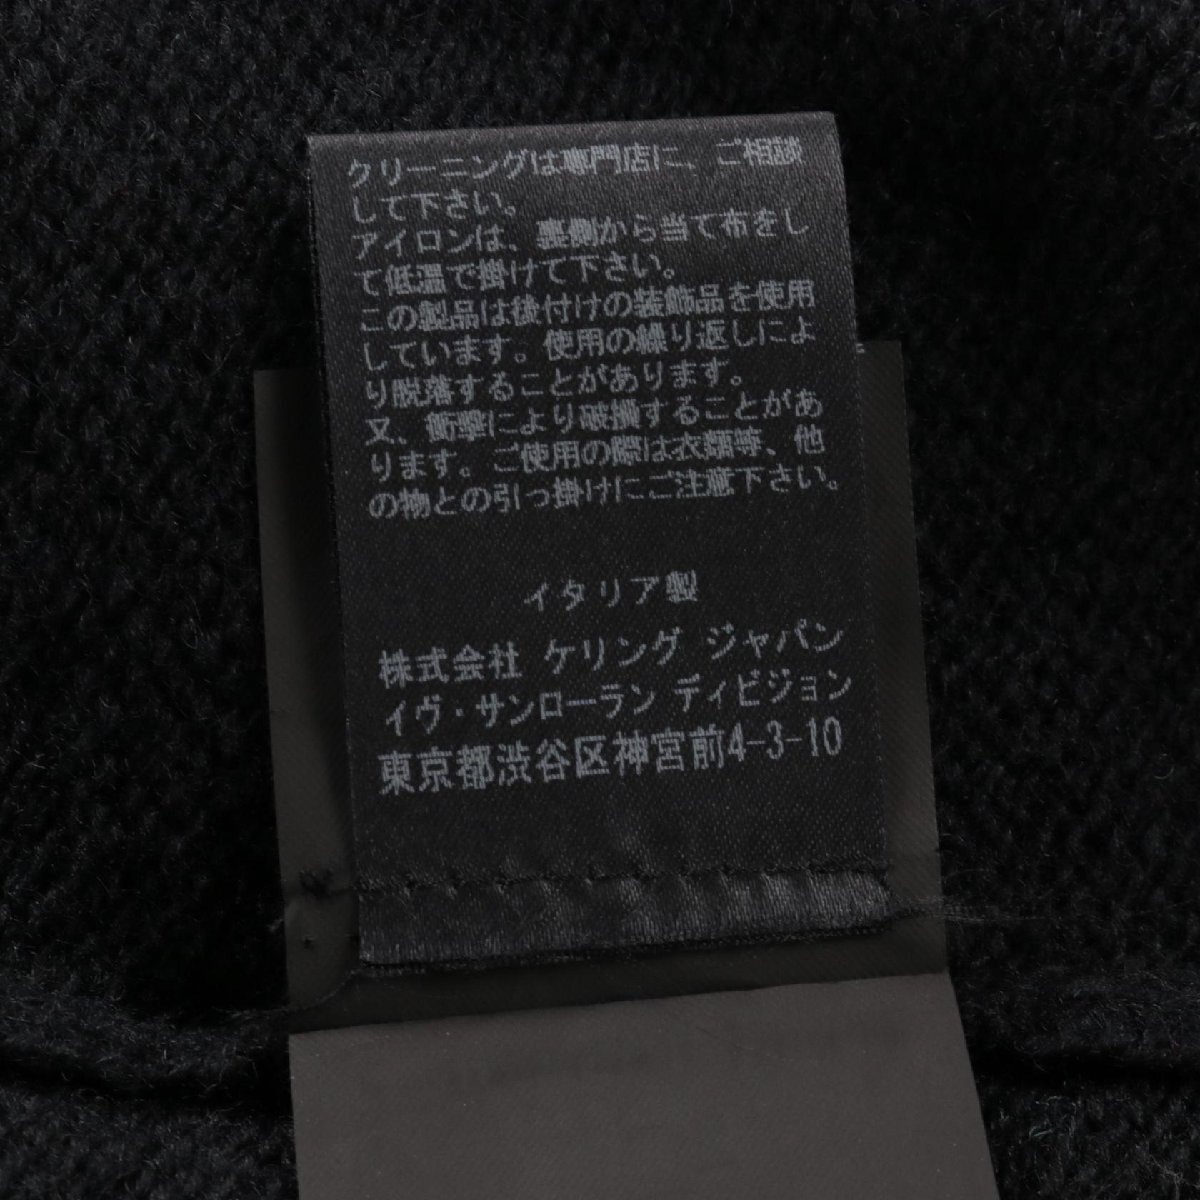 クリーニングは専門店に、ご相談
して下さい。
アイロンは、裏側から当て布をし
て低温で掛けて下さい。
この製品は後付けの装飾品を使用
しています。使用の繰り返しによ
り脱落することがあります。
又、衝撃により破損することがあ
ります。ご使用の際は衣類等、他
の物との引っ掛けにご注意下さい。
イタリア製
株式会社 ケリング ジャパン
イヴ・サンローラン ディビジョン
東京都渋谷区神宮前4-3-10